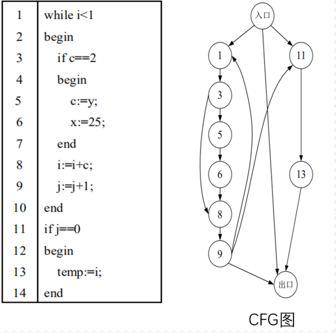 1 while i<1
2 begin
3 if c==2
4 begin
5 c:=y;
6 x:=25;
7 end
8 i:=i+c;
9 j:=j+1;
10 end
11 if j==0
12 begin
13 temp:=i;
14 end
入口
1
11
3
5
13
6
8
9
出口
CFG图